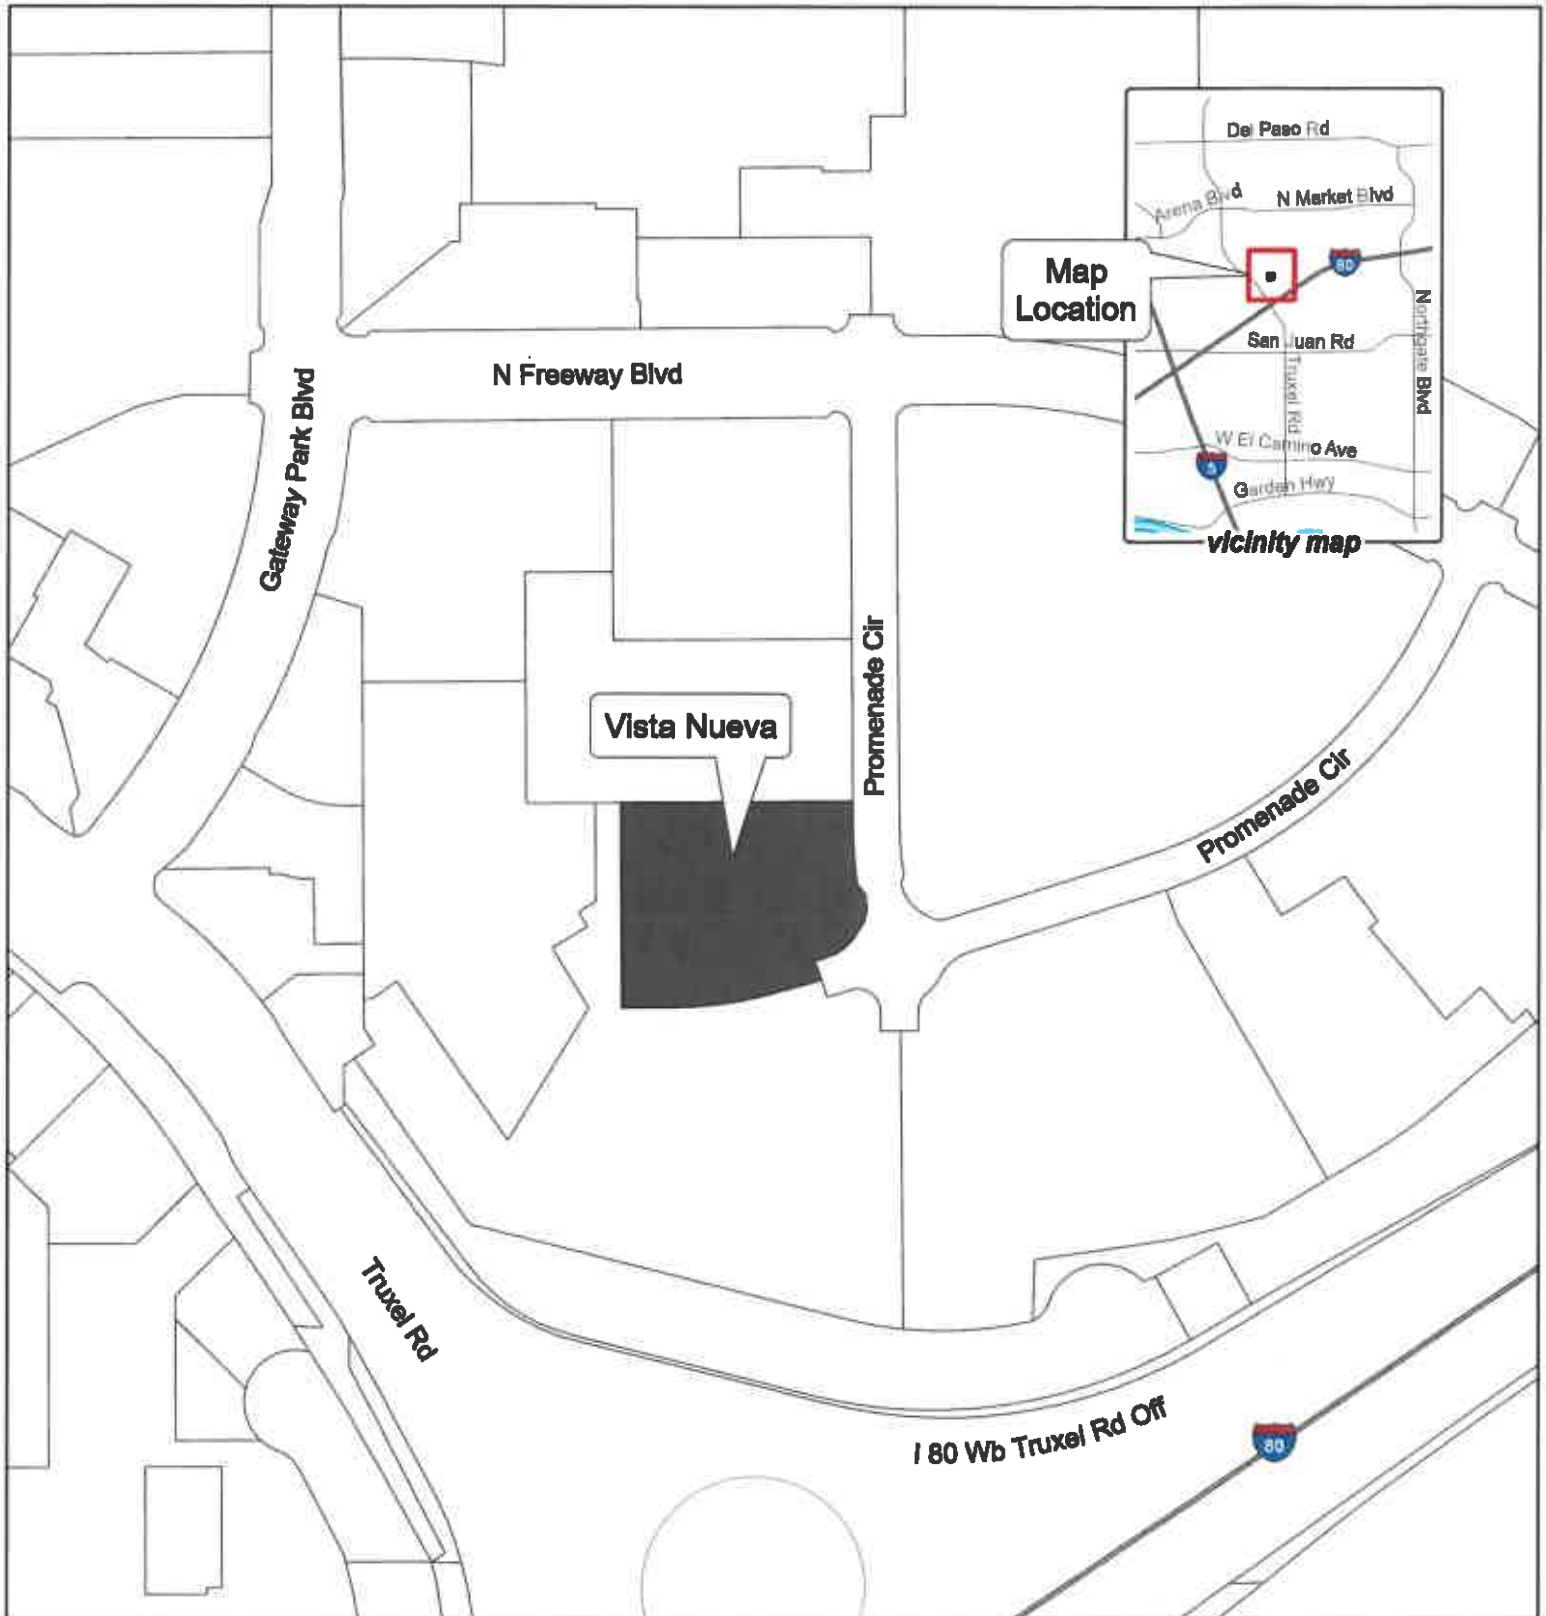 Del Paso Rd
Arena Blvd
N Market Blvd
80
Map
Location
San Juan Rd
Northgate Blvd
Truxel Rd
W El Camino Ave
5
Garden Hwy
vicinity map
N Freeway Blvd
Gateway Park Blvd
Promenade Cir
Vista Nueva
Promenade Cir
Truxel Rd
I 80 Wb Truxel Rd Off
80